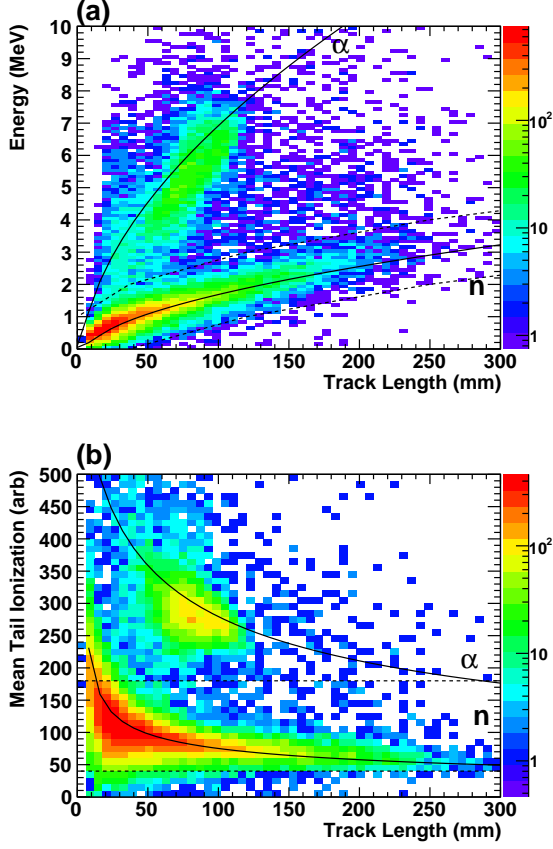 (a)
Energy (MeV)
10
9
8
7
6
5
4
3
2
1
0
α
n
10²
10
1
0 50 100 150 200 250 300
Track Length (mm)
(b)
Mean Tail Ionization (arb)
500
450
400
350
300
250
200
150
100
50
0
α
n
10²
10
1
0 50 100 150 200 250 300
Track Length (mm)